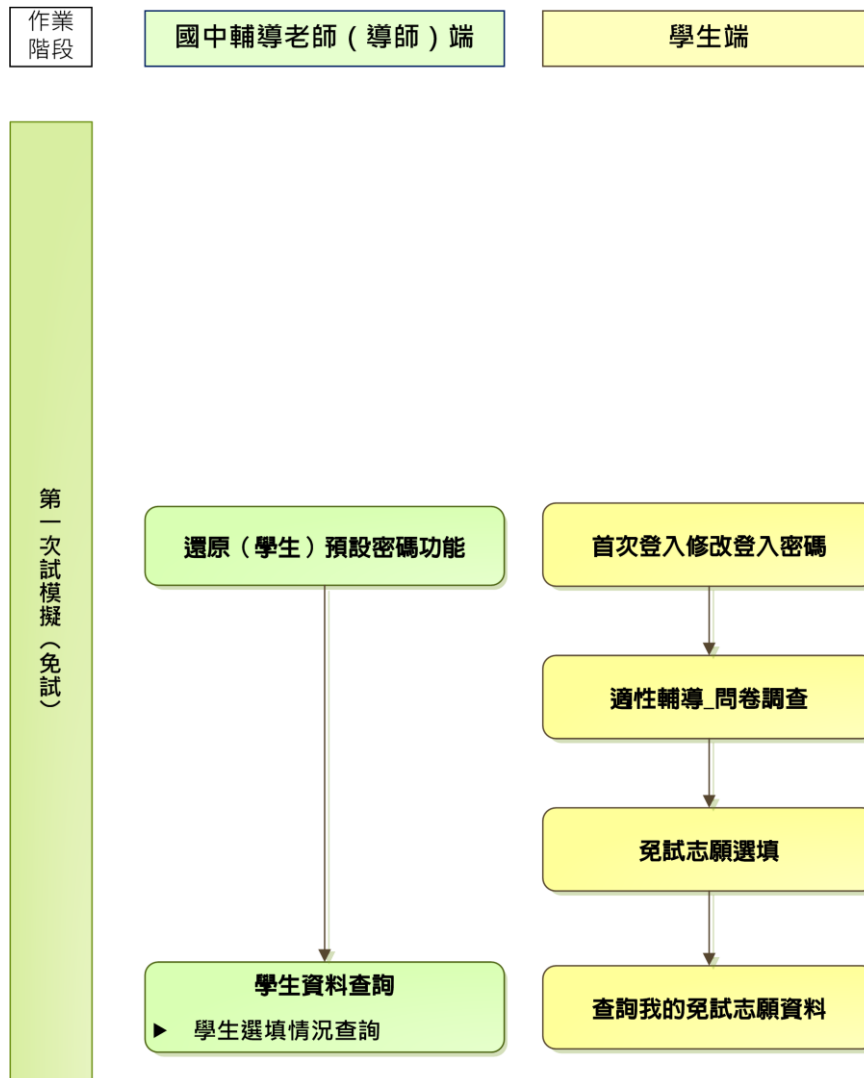 作業
階段
國中輔導老師（導師）端
學生端
第一次試模擬（免試）
還原（學生）預設密碼功能
首次登入修改登入密碼
適性輔導_問卷調查
免試志願選填
學生資料查詢
▶ 學生選填情況查詢
查詢我的免試志願資料